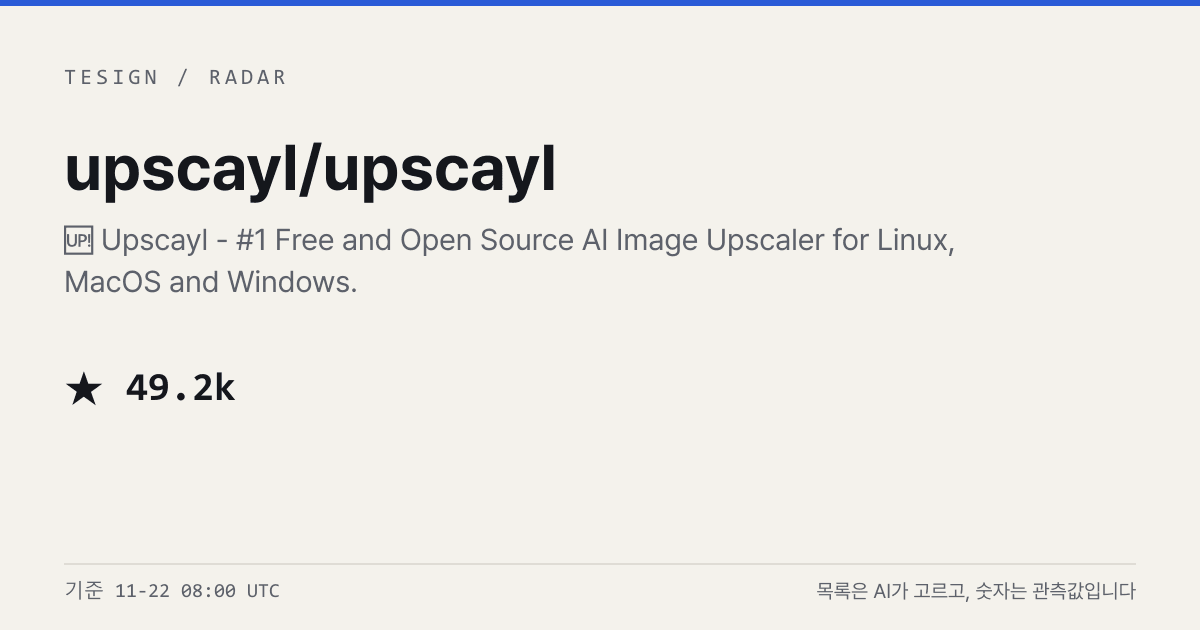 TESIGN / RADAR
upscayl/upscayl
🆙 Upscayl - #1 Free and Open Source AI Image Upscaler for Linux,
MacOS and Windows.
★ 49.2k
기준 11-22 08:00 UTC
목록은 AI가 고르고, 숫자는 관측값입니다